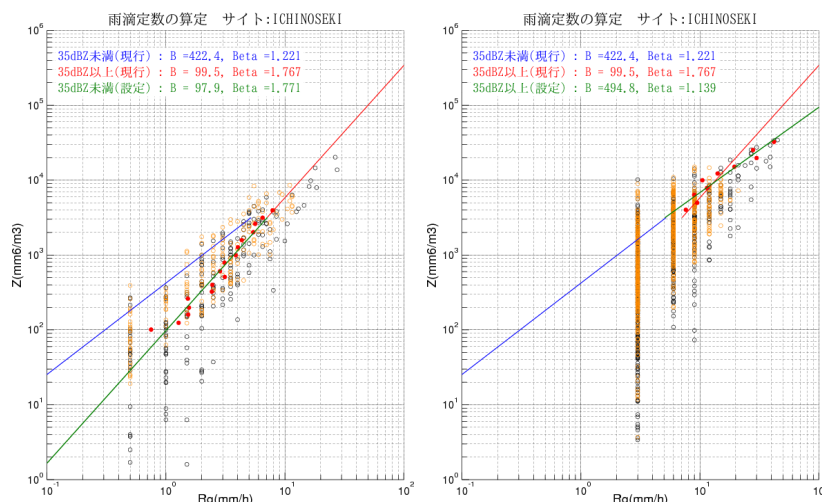 雨滴定数の算定　サイト:ICHINOSEKI
35dBZ未満(現行) : B =422.4, Beta =1.221
35dBZ以上(現行) : B = 99.5, Beta =1.767
35dBZ未満(設定) : B = 97.9, Beta =1.771
Z(mm6/m3)
10^6
10^5
10^4
10^3
10^2
10^1
10^0
10^-1 10^0 10^1 10^2
雨滴定数の算定　サイト:ICHINOSEKI
35dBZ未満(現行) : B =422.4, Beta =1.221
35dBZ以上(現行) : B = 99.5, Beta =1.767
35dBZ以上(設定) : B =494.8, Beta =1.139
Z(mm6/m3)
10^6
10^5
10^4
10^3
10^2
10^1
10^0
10^-1 10^0 10^1